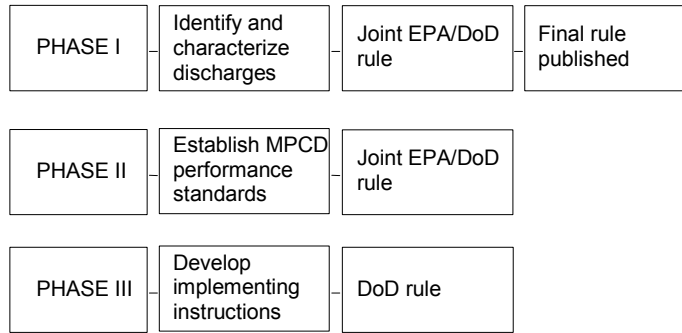 PHASE I
Identify and
characterize
discharges
Joint EPA/DoD
rule
Final rule
published
PHASE II
Establish MPCD
performance
standards
Joint EPA/DoD
rule
PHASE III
Develop
implementing
instructions
DoD rule